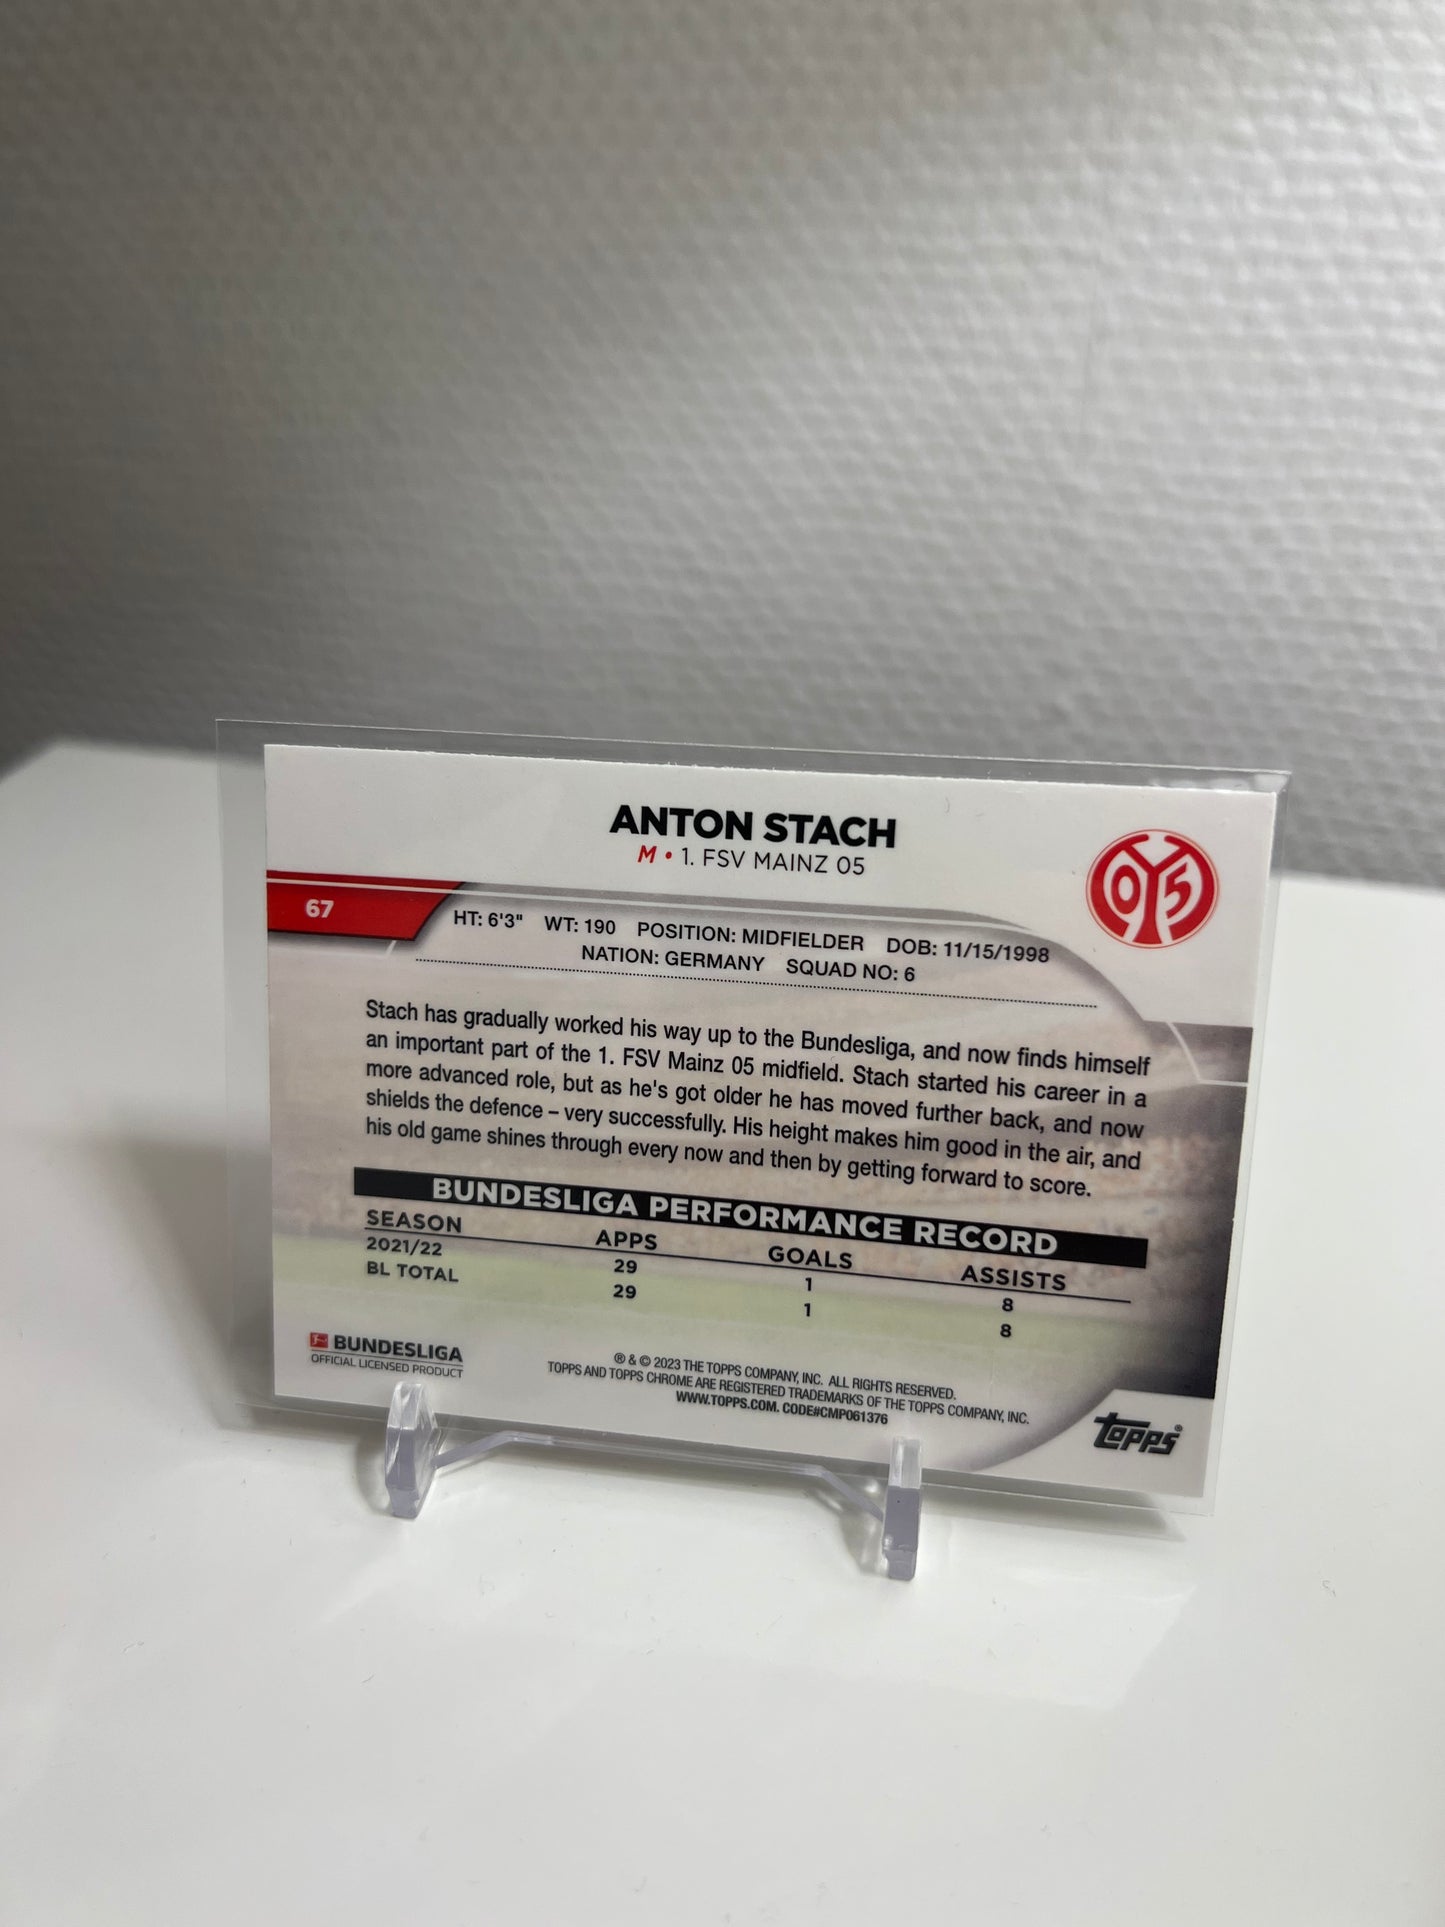 ANTON STACH
M • 1. FSV MAINZ 05
05
67
HT: 6'3" WT: 190 POSITION: MIDFIELDER DOB: 11/15/1998
NATION: GERMANY SQUAD NO: 6
Stach has gradually worked his way up to the Bundesliga, and now finds himself
an important part of the 1. FSV Mainz 05 midfield. Stach started his career in a
more advanced role, but as he's got older he has moved further back, and now
shields the defence – very successfully. His height makes him good in the air, and
his old game shines through every now and then by getting forward to score.
BUNDESLIGA PERFORMANCE RECORD
SEASON APPS GOALS ASSISTS
2021/22 29 1 8
BL TOTAL 29 1 8
BUNDESLIGA
OFFICIAL LICENSED PRODUCT
® & © 2023 THE TOPPS COMPANY, INC. ALL RIGHTS RESERVED.
TOPPS AND TOPPS CHROME ARE REGISTERED TRADEMARKS OF THE TOPPS COMPANY, INC.
WWW.TOPPS.COM. CODE#CMP061376
topps®